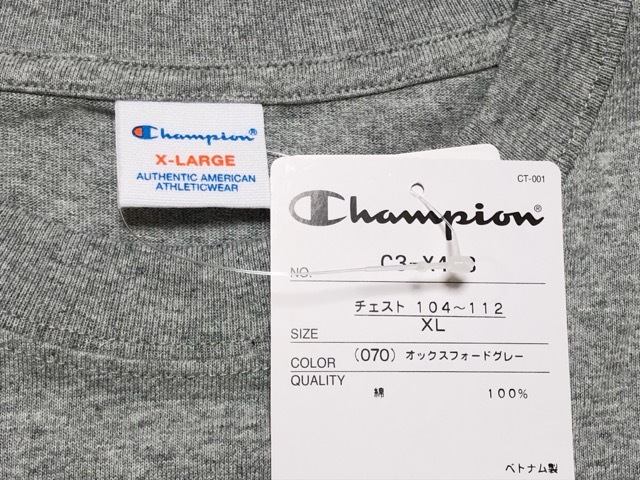 Champion®
X-LARGE
AUTHENTIC AMERICAN
ATHLETICWEAR
CT-001
Champion®
NO.
チェスト 104～112
SIZE XL
COLOR (070) オックスフォードグレー
QUALITY
綿 100%
ベトナム製